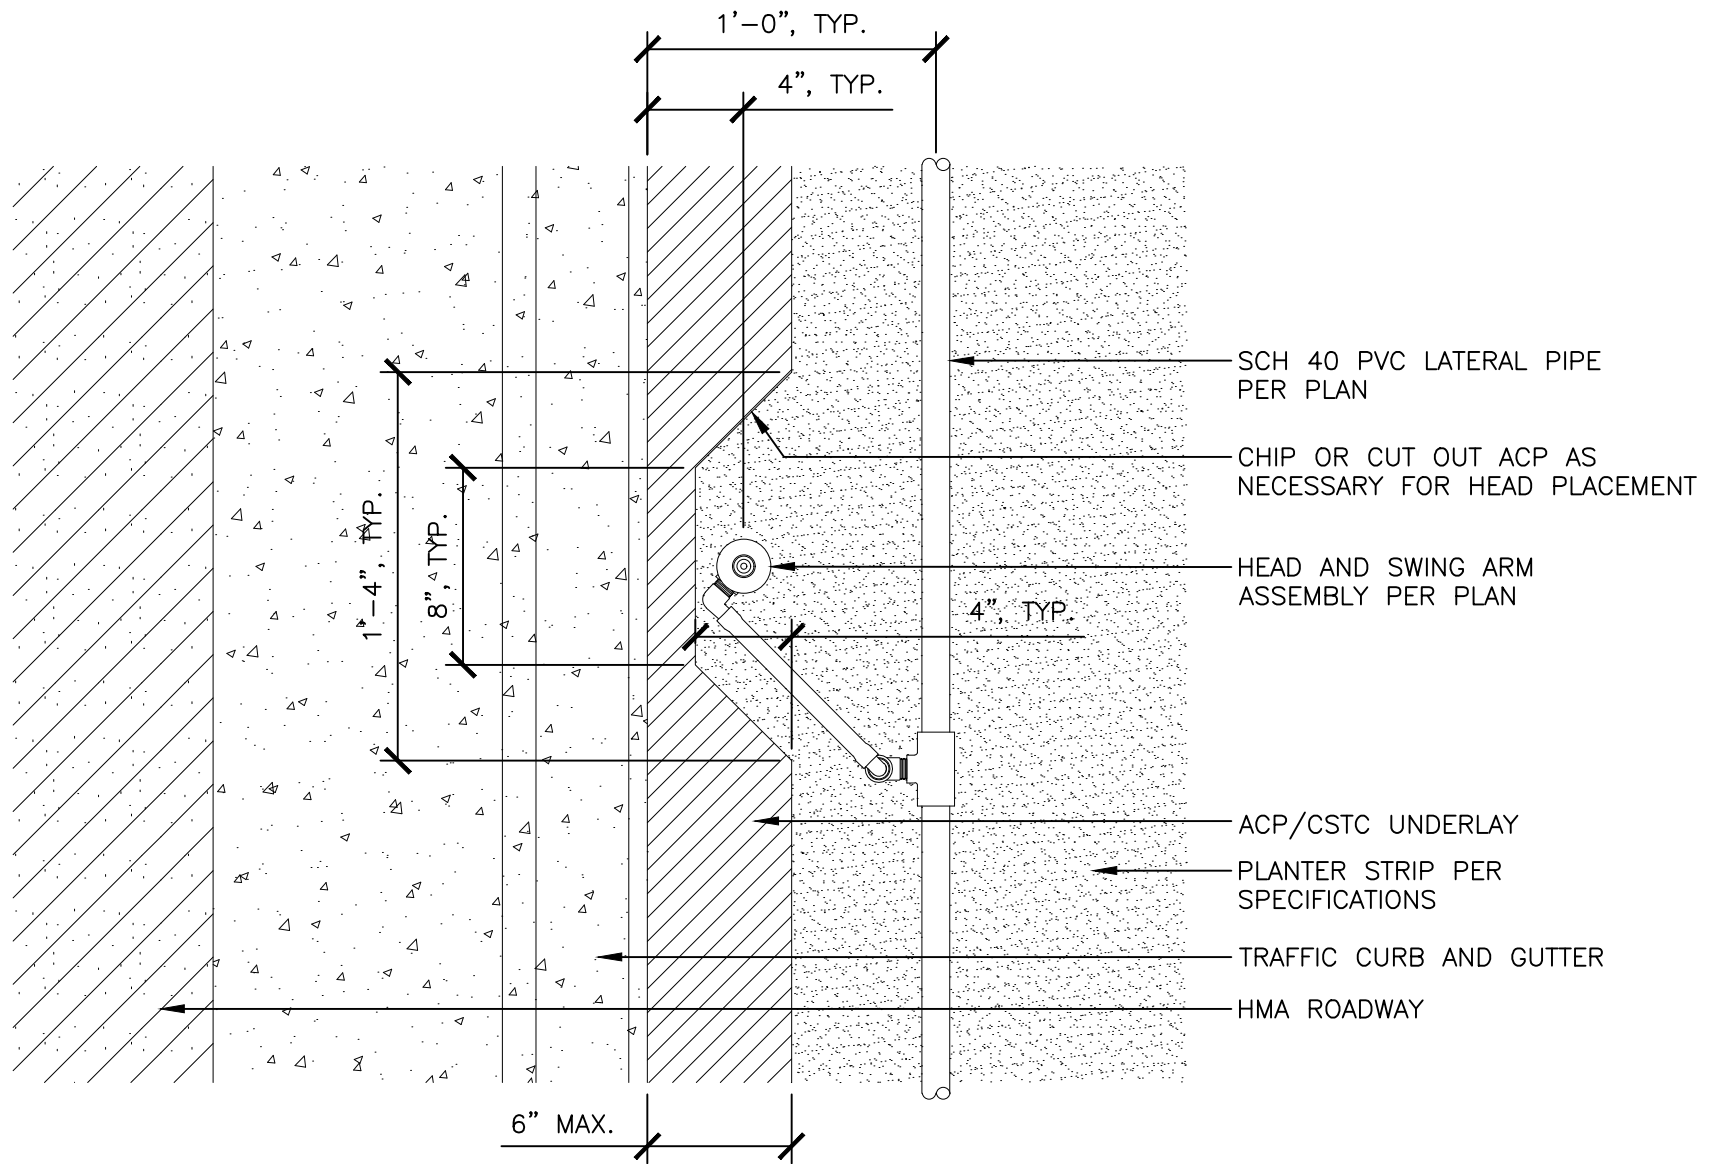 1'-0", TYP.
4", TYP.
SCH 40 PVC LATERAL PIPE
PER PLAN
CHIP OR CUT OUT ACP AS
NECESSARY FOR HEAD PLACEMENT
1'-4", TYP.
8", TYP.
HEAD AND SWING ARM
ASSEMBLY PER PLAN
4", TYP.
ACP/CSTC UNDERLAY
PLANTER STRIP PER
SPECIFICATIONS
TRAFFIC CURB AND GUTTER
HMA ROADWAY
6" MAX.